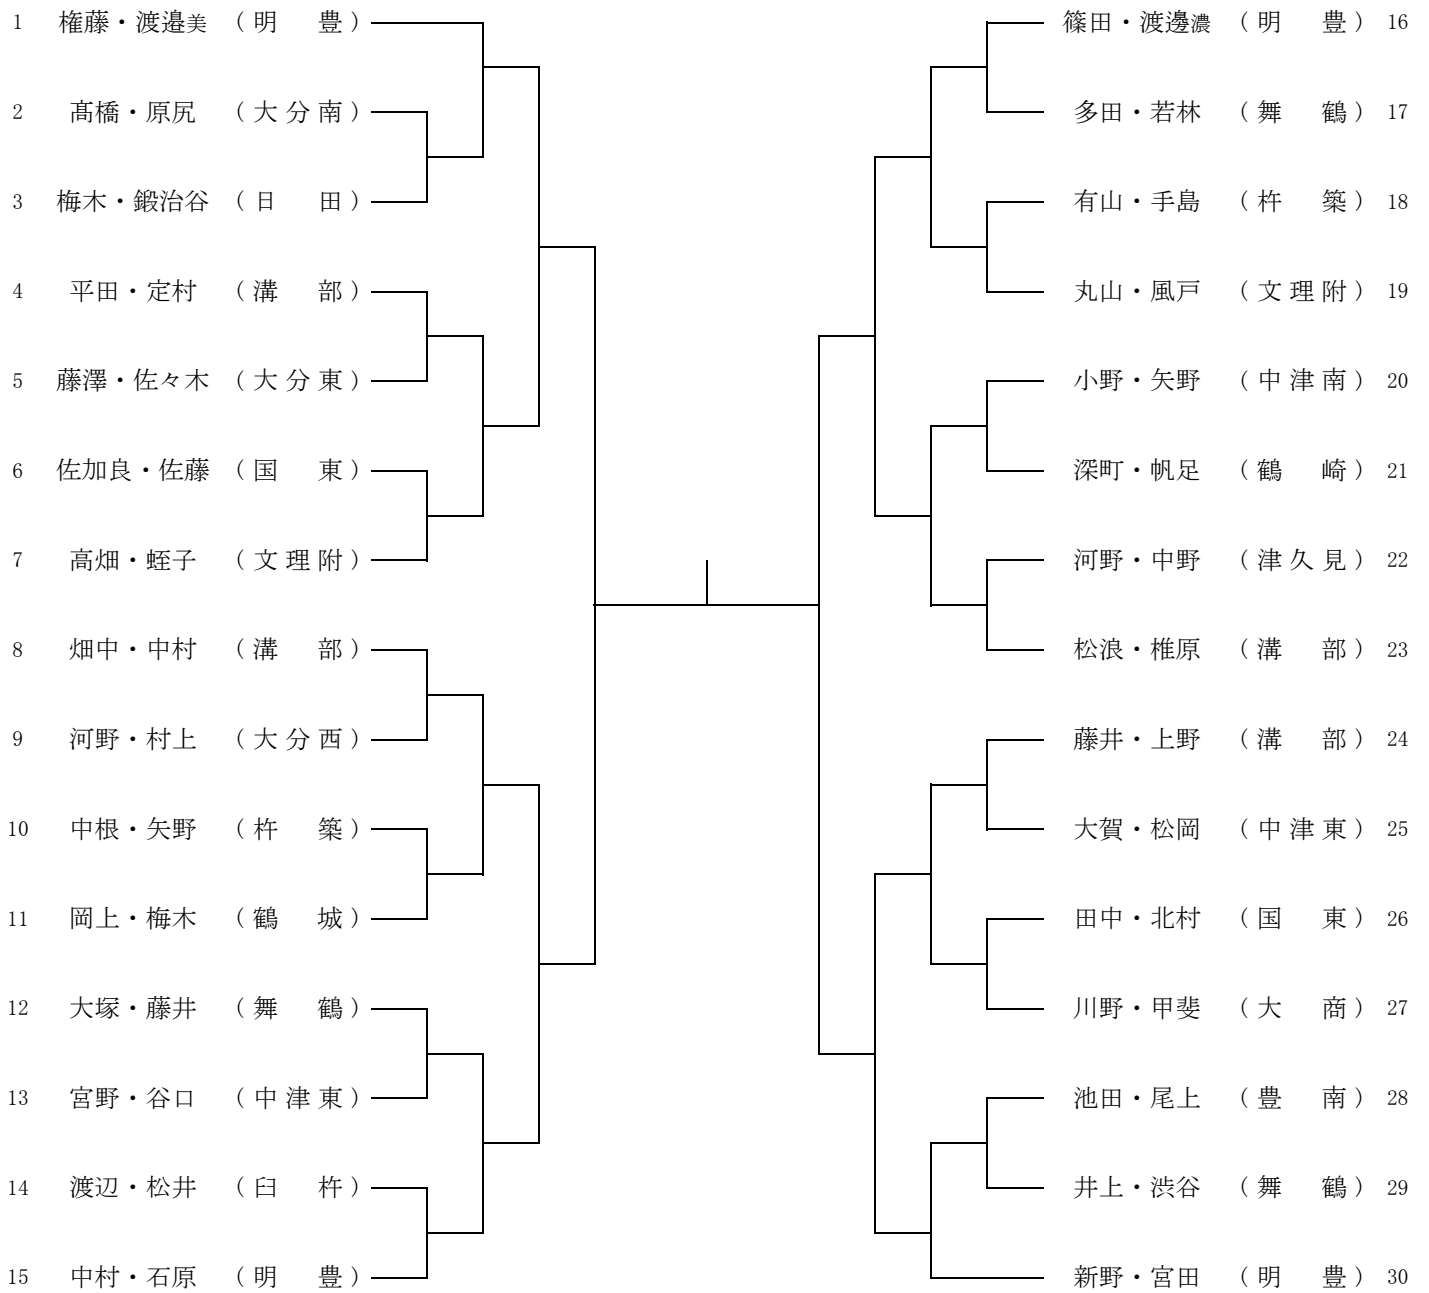 1 権藤・渡邉美 （明　豊）
2 髙橋・原尻 （大分南）
3 梅木・鍛治谷 （日　田）
4 平田・定村 （溝　部）
5 藤澤・佐々木 （大分東）
6 佐加良・佐藤 （国　東）
7 高畑・蛭子 （文理附）
8 畑中・中村 （溝　部）
9 河野・村上 （大分西）
10 中根・矢野 （杵　築）
11 岡上・梅木 （鶴　城）
12 大塚・藤井 （舞　鶴）
13 宮野・谷口 （中津東）
14 渡辺・松井 （臼　杵）
15 中村・石原 （明　豊）
篠田・渡邊濃 （明　豊） 16
多田・若林 （舞　鶴） 17
有山・手島 （杵　築） 18
丸山・風戸 （文理附） 19
小野・矢野 （中津南） 20
深町・帆足 （鶴　崎） 21
河野・中野 （津久見） 22
松浪・椎原 （溝　部） 23
藤井・上野 （溝　部） 24
大賀・松岡 （中津東） 25
田中・北村 （国　東） 26
川野・甲斐 （大　商） 27
池田・尾上 （豊　南） 28
井上・渋谷 （舞　鶴） 29
新野・宮田 （明　豊） 30